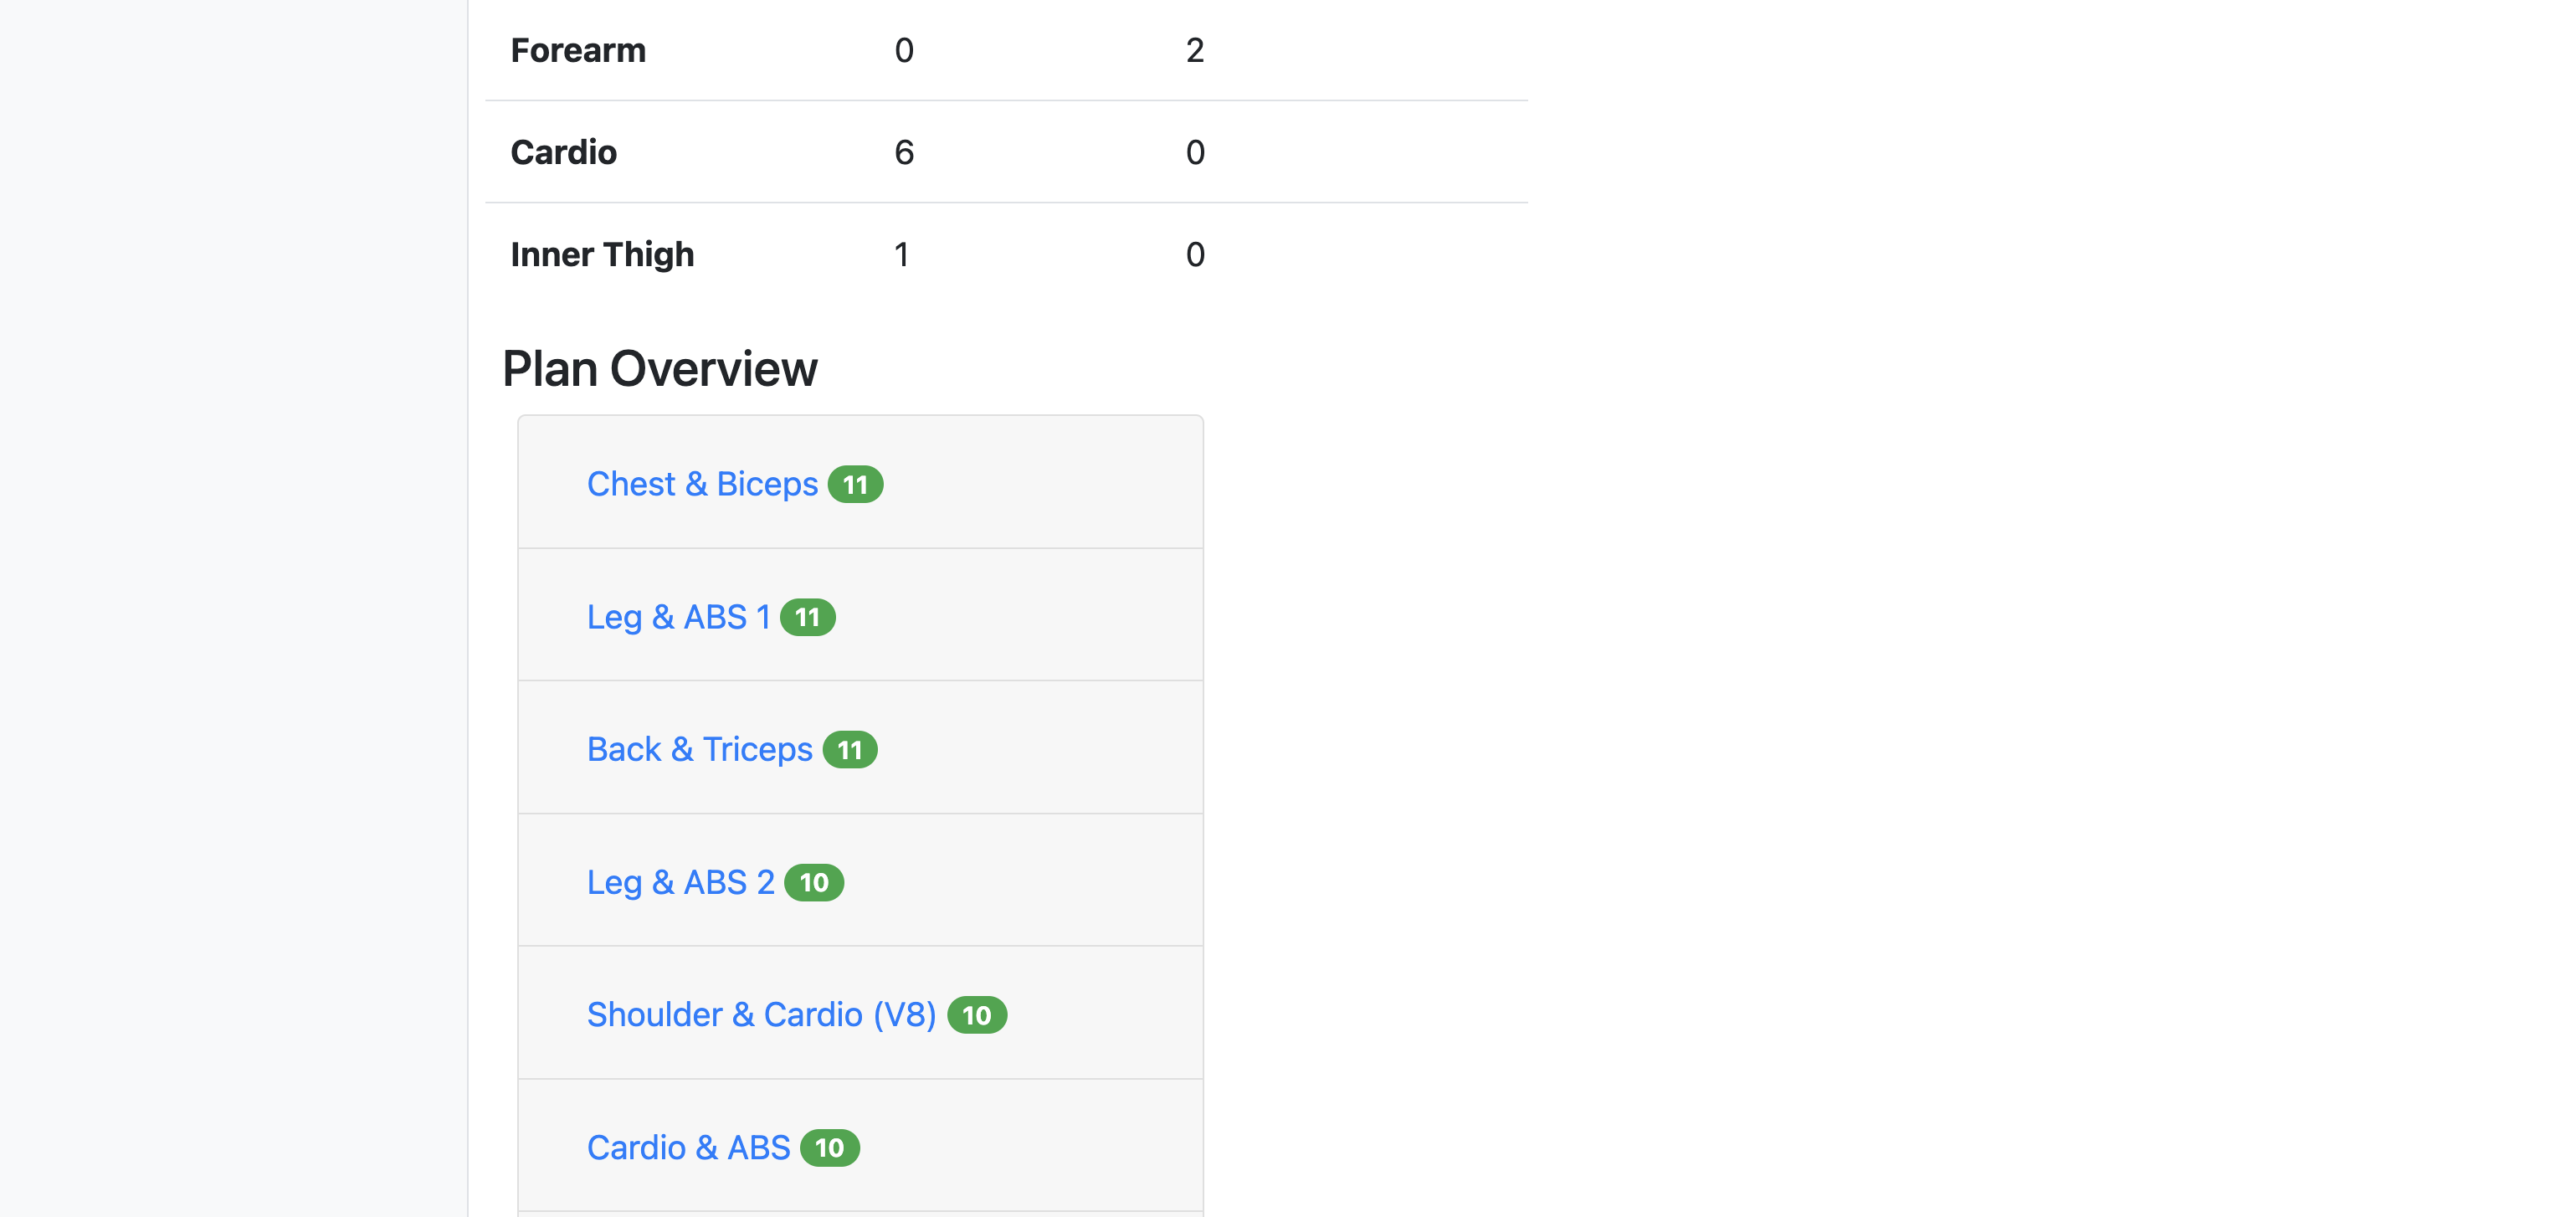 Forearm 0 2
Cardio 6 0
Inner Thigh 1 0
Plan Overview
Chest & Biceps 11
Leg & ABS 1 11
Back & Triceps 11
Leg & ABS 2 10
Shoulder & Cardio (V8) 10
Cardio & ABS 10